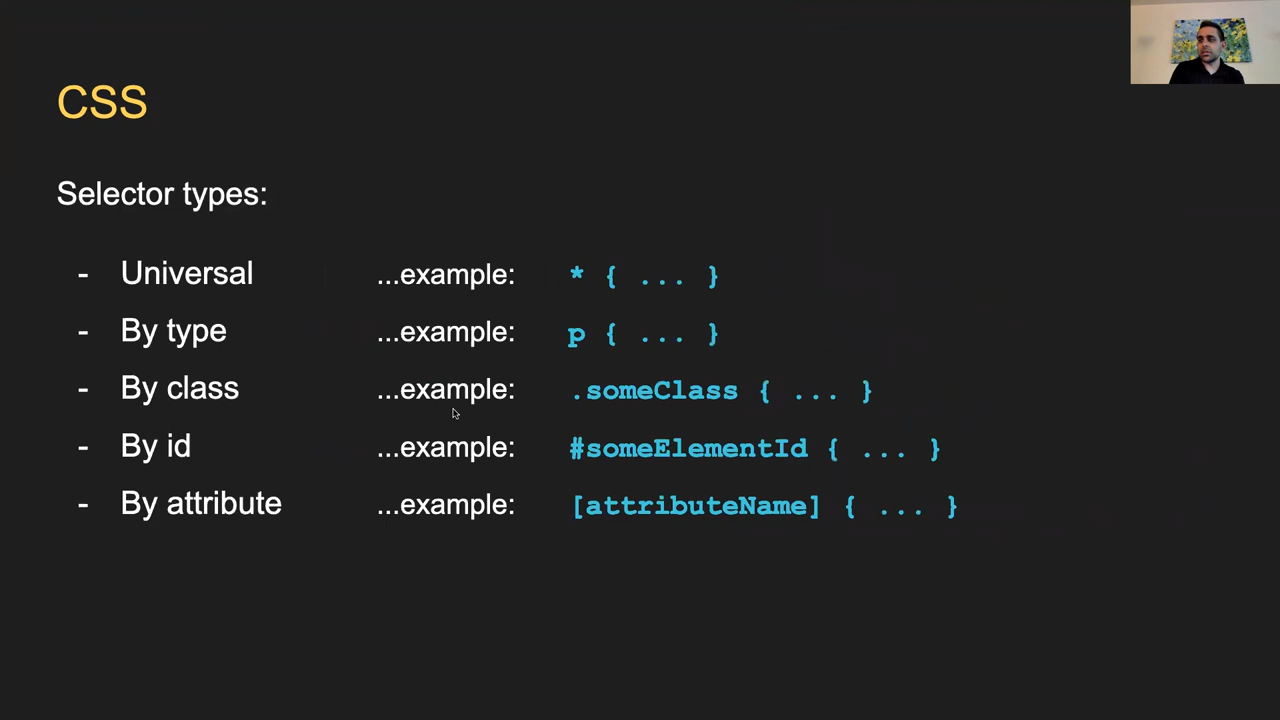 CSS
Selector types:
- Universal ...example: * { ... }
- By type ...example: p { ... }
- By class ...example: .someClass { ... }
- By id ...example: #someElementId { ... }
- By attribute ...example: [attributeName] { ... }